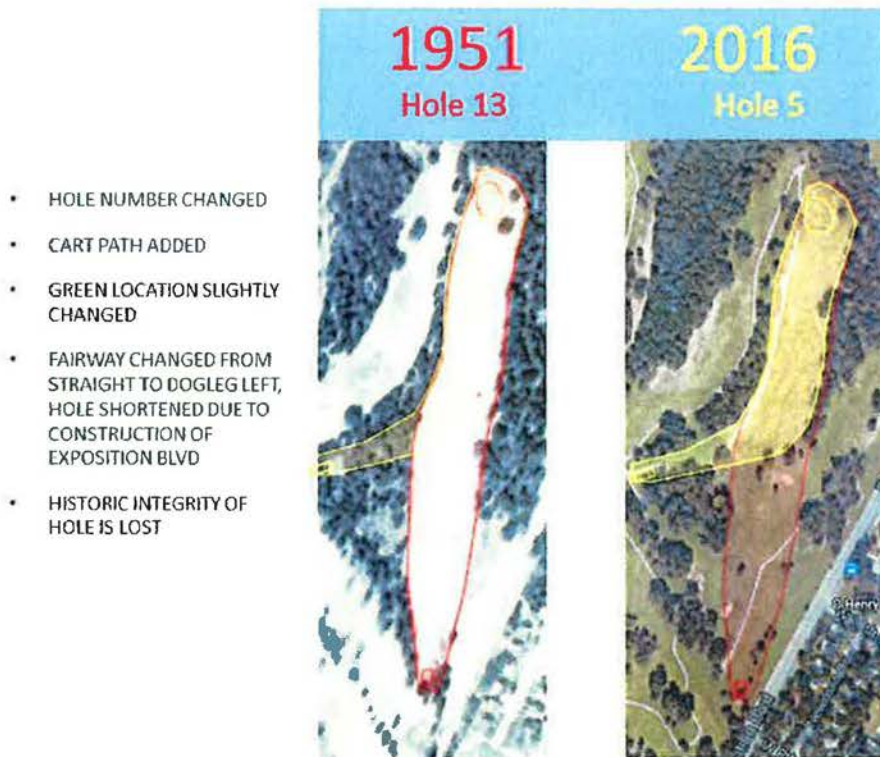 1951
Hole 13
2016
Hole 5
• HOLE NUMBER CHANGED
• CART PATH ADDED
• GREEN LOCATION SLIGHTLY
CHANGED
• FAIRWAY CHANGED FROM
STRAIGHT TO DOGLEG LEFT,
HOLE SHORTENED DUE TO
CONSTRUCTION OF
EXPOSITION BLVD
• HISTORIC INTEGRITY OF
HOLE IS LOST
O.Henry